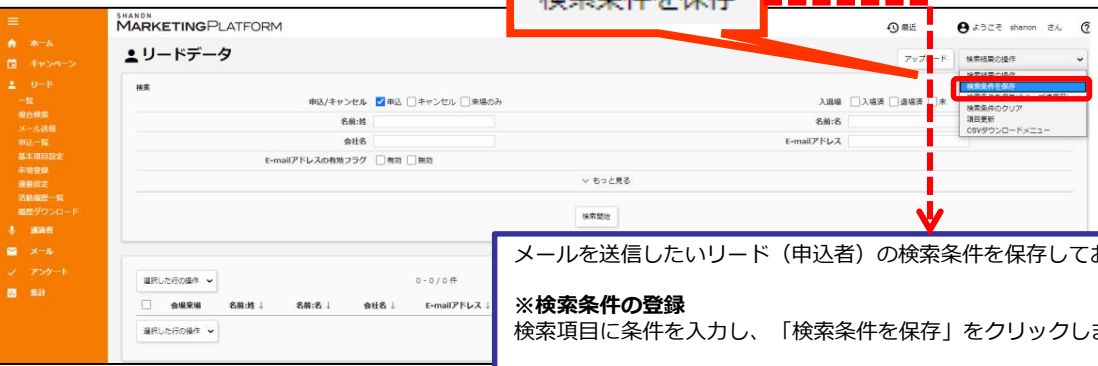 検索条件を保存
SHANON
MARKETINGPLATFORM
最近
ようこそ shanon さん
ホーム
キャンペーン
リード
一覧
複合検索
メール送信
申込一覧
基本項目設定
来場登録
連載設定
活動履歴一覧
履歴ダウンロード
講演者
メール
アンケート
集計
リードデータ
アップロード
検索結果の操作
検索結果の操作
検索条件を保存
検索条件のクリア
項目更新
CSVダウンロードメニュー
検索
申込/キャンセル 申込 キャンセル 来場のみ
入退場 入場済 退場済 未
名前:姓
名前:名
会社名
E-mailアドレス
E-mailアドレスの有効フラグ 有効 無効
もっと見る
検索開始
選択した行の操作
0 - 0 / 0 件
会場来場 名前:姓 ↓ 名前:名 ↓ 会社名 ↓ E-mailアドレス ↓
選択した行の操作
メールを送信したいリード（申込者）の検索条件を保存してお
※検索条件の登録
検索項目に条件を入力し、「検索条件を保存」をクリックしま